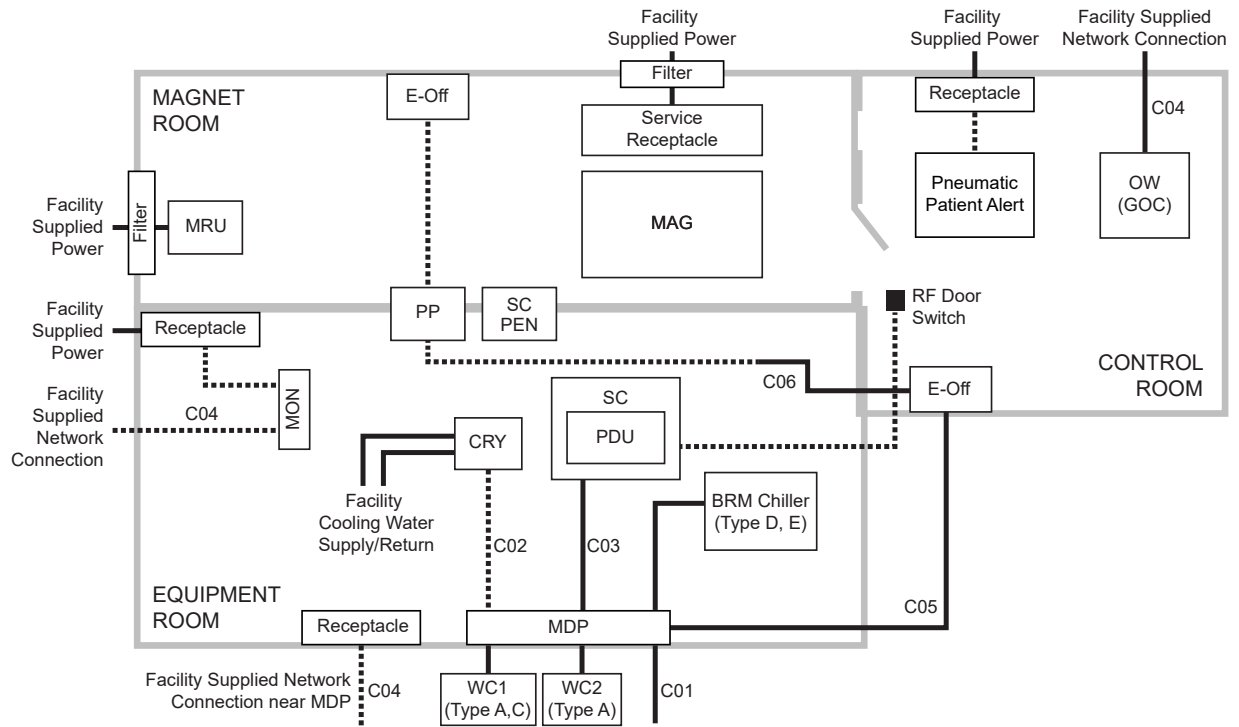 Facility
Supplied Power
Facility
Supplied Power
Facility Supplied
Network Connection
MAGNET
ROOM
E-Off
Filter
Service
Receptacle
Receptacle
C04
Pneumatic
Patient Alert
OW
(GOC)
Facility
Supplied
Power
Filter
MRU
MAG
Facility
Supplied
Power
Receptacle
PP
SC
PEN
RF Door
Switch
CONTROL
ROOM
C06
E-Off
Facility
Supplied
Network
Connection
C04
MON
SC
PDU
CRY
BRM Chiller
(Type D, E)
Facility
Cooling Water
Supply/Return
C02
C03
EQUIPMENT
ROOM
C05
Receptacle
MDP
Facility Supplied Network
Connection near MDP
C04
WC1
(Type A,C)
WC2
(Type A)
C01